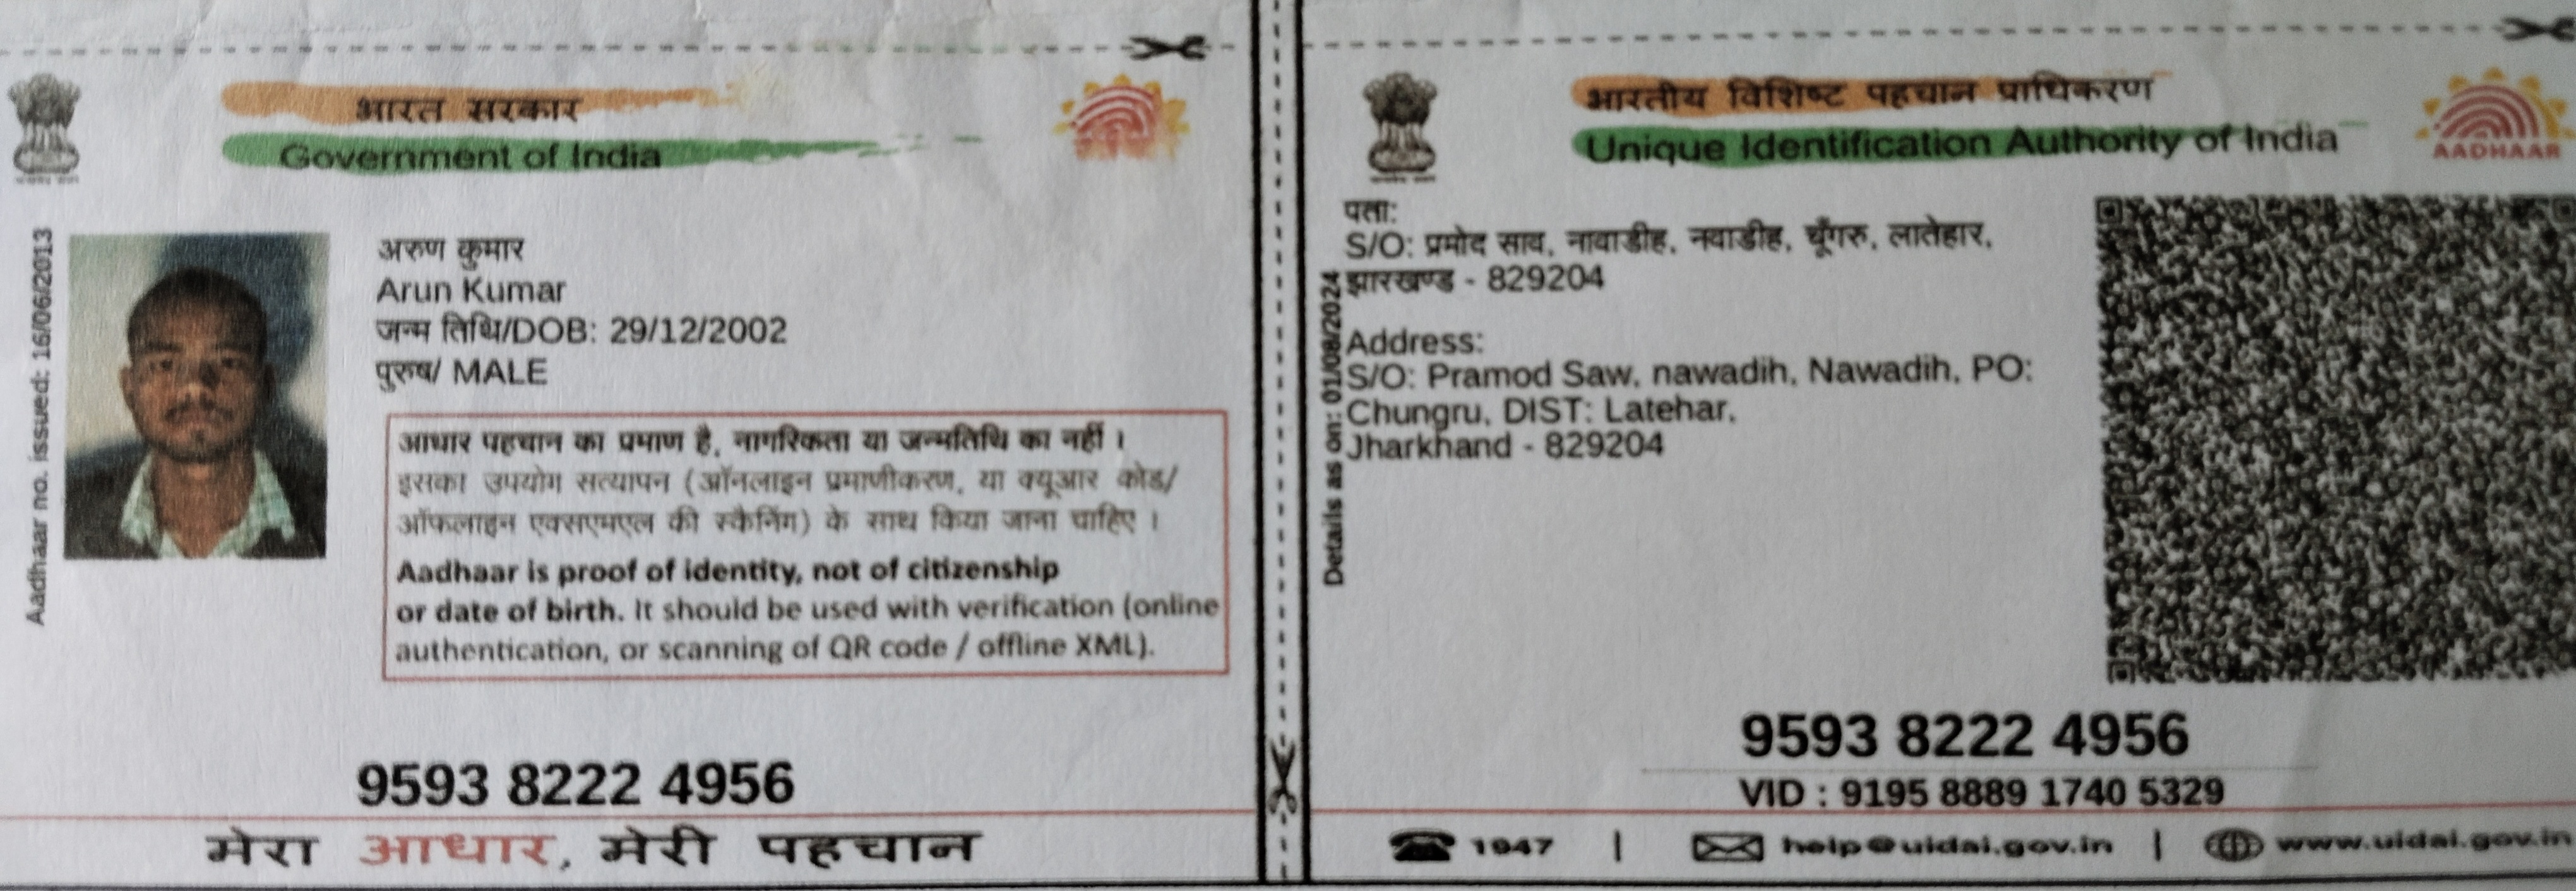 भारत सरकार
Government of India
Aadhaar no. issued: 16/06/2013
अरुण कुमार
Arun Kumar
जन्म तिथि/DOB: 29/12/2002
पुरुष/ MALE
आधार पहचान का प्रमाण है, नागरिकता या जन्मतिथि का नहीं ।
इसका उपयोग सत्यापन (ऑनलाइन प्रमाणीकरण, या क्यूआर कोड/
ऑफलाइन एक्सएमएल की स्कैनिंग) के साथ किया जाना चाहिए ।
Aadhaar is proof of identity, not of citizenship
or date of birth. It should be used with verification (online
authentication, or scanning of QR code / offline XML).
9593 8222 4956
मेरा आधार, मेरी पहचान
भारतीय विशिष्ट पहचान प्राधिकरण
Unique Identification Authority of India
AADHAAR
Details as on: 01/08/2024
पता:
S/O: प्रमोद साव, नावाडीह, नवाडीह, चूँगरु, लातेहार,
झारखण्ड - 829204
Address:
S/O: Pramod Saw, nawadih, Nawadih, PO:
Chungru, DIST: Latehar,
Jharkhand - 829204
9593 8222 4956
VID : 9195 8889 1740 5329
1947 | help@uidai.gov.in | www.uidai.gov.in